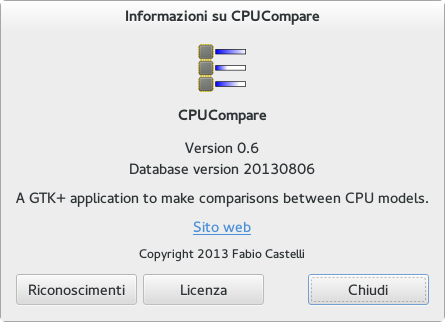 Informazioni su CPUCompare
CPUCompare
Version 0.6
Database version 20130806
A GTK+ application to make comparisons between CPU models.
Sito web
Copyright 2013 Fabio Castelli
Riconoscimenti
Licenza
Chiudi